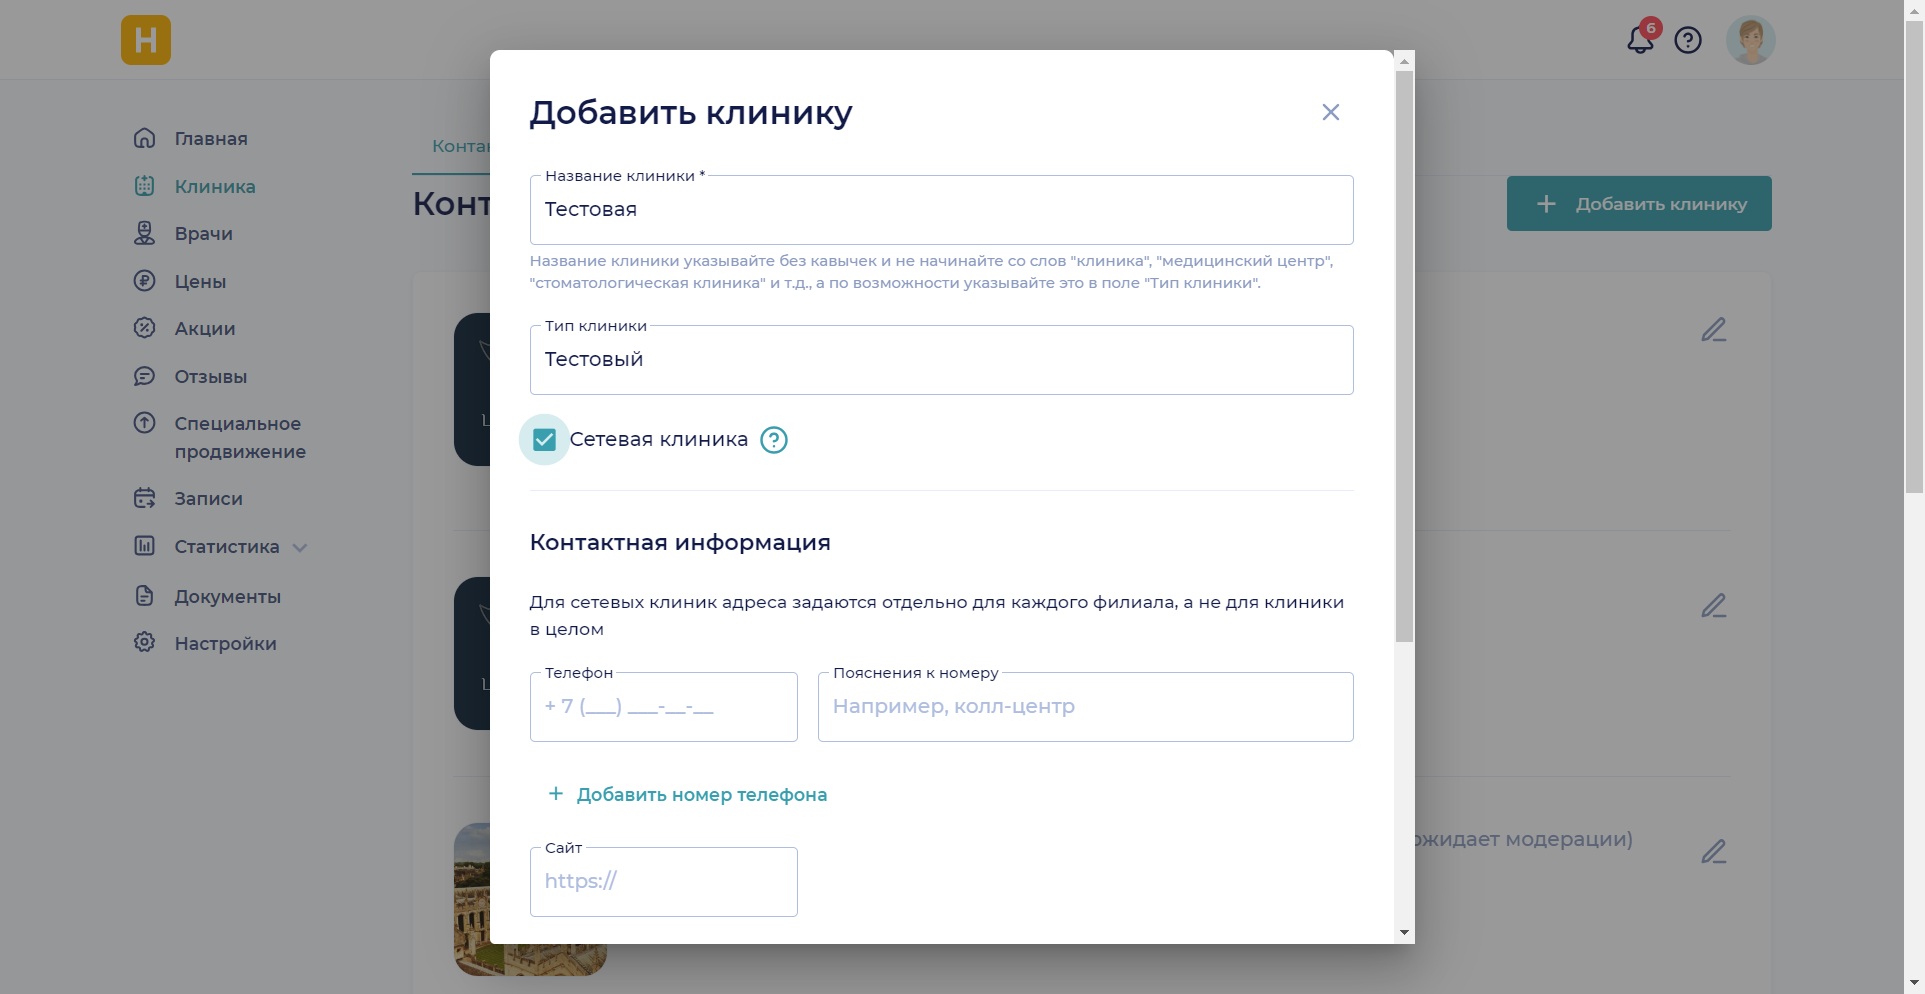 H
6
Главная
Клиника
Врачи
Цены
Акции
Отзывы
Специальное
продвижение
Записи
Статистика
Документы
Настройки
Добавить клинику
Добавить клинику
Название клиники *
Тестовая
Название клиники указывайте без кавычек и не начинайте со слов "клиника", "медицинский центр",
"стоматологическая клиника" и т.д., а по возможности указывайте это в поле "Тип клиники".
Тип клиники
Тестовый
Сетевая клиника
Контактная информация
Для сетевых клиник адреса задаются отдельно для каждого филиала, а не для клиники
в целом
Телефон
+ 7 (___) ___-__-__
Пояснения к номеру
Например, колл-центр
+ Добавить номер телефона
Сайт
https://
ожидает модерации)